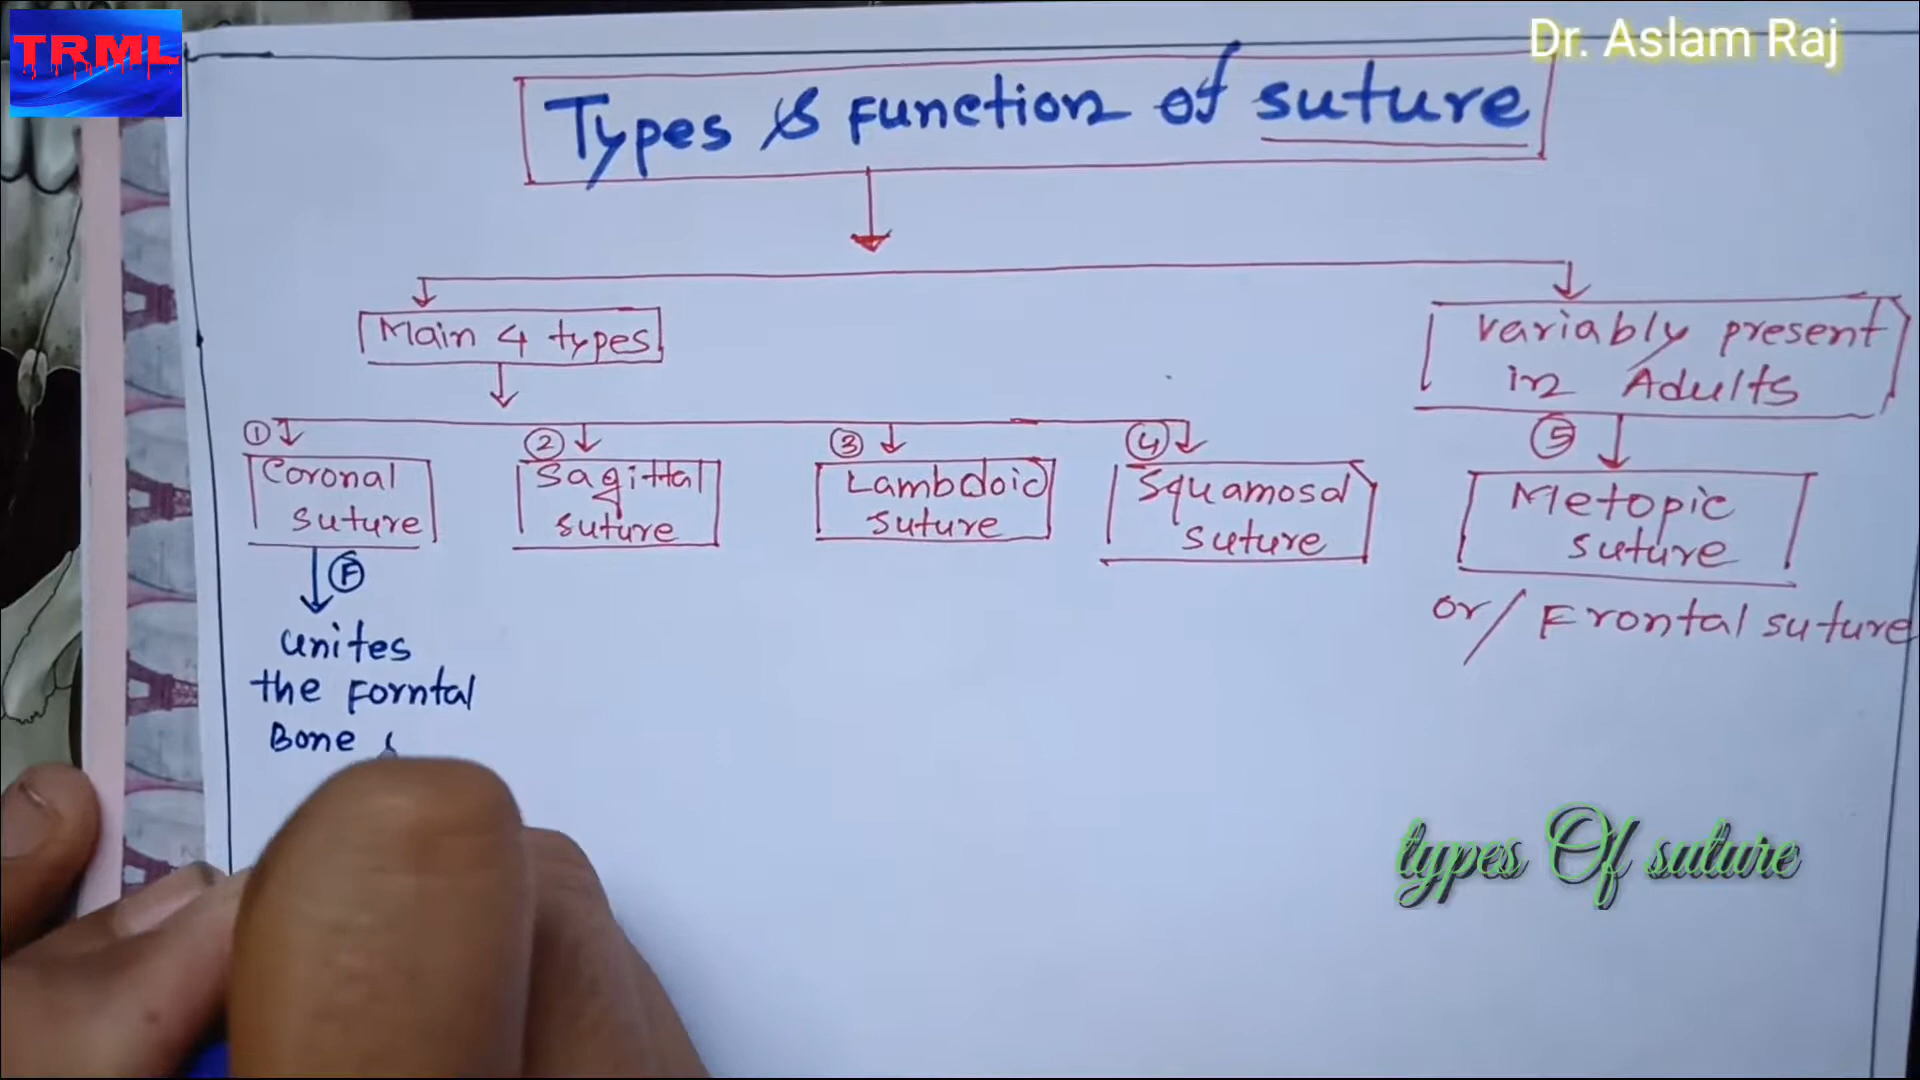 TRML
Dr. Aslam Raj
Types & Function of suture
Main 4 types
variably present
in Adults
1
Coronal
suture
2
Sagittal
suture
3
Lambdoid
suture
4
Squamosal
suture
5
Metopic
suture
or / Frontal suture
F
unites
the Forntal
Bone
types Of suture